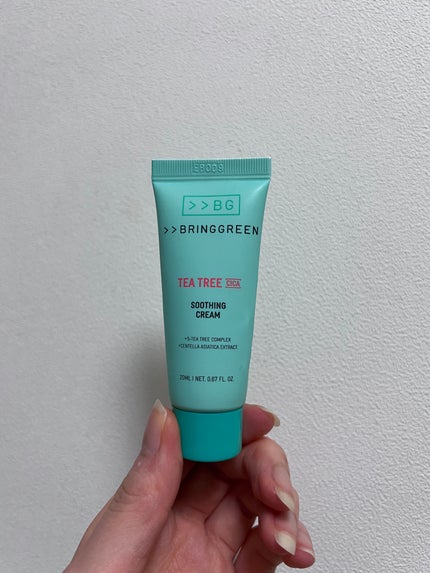 >>BG
>>BRINGGREEN
TEA TREE CICA
SOOTHING
CREAM
+5-TEA TREE COMPLEX
+CENTELLA ASIATICA EXTRACT
20ML | NET. 0.67 FL. OZ.